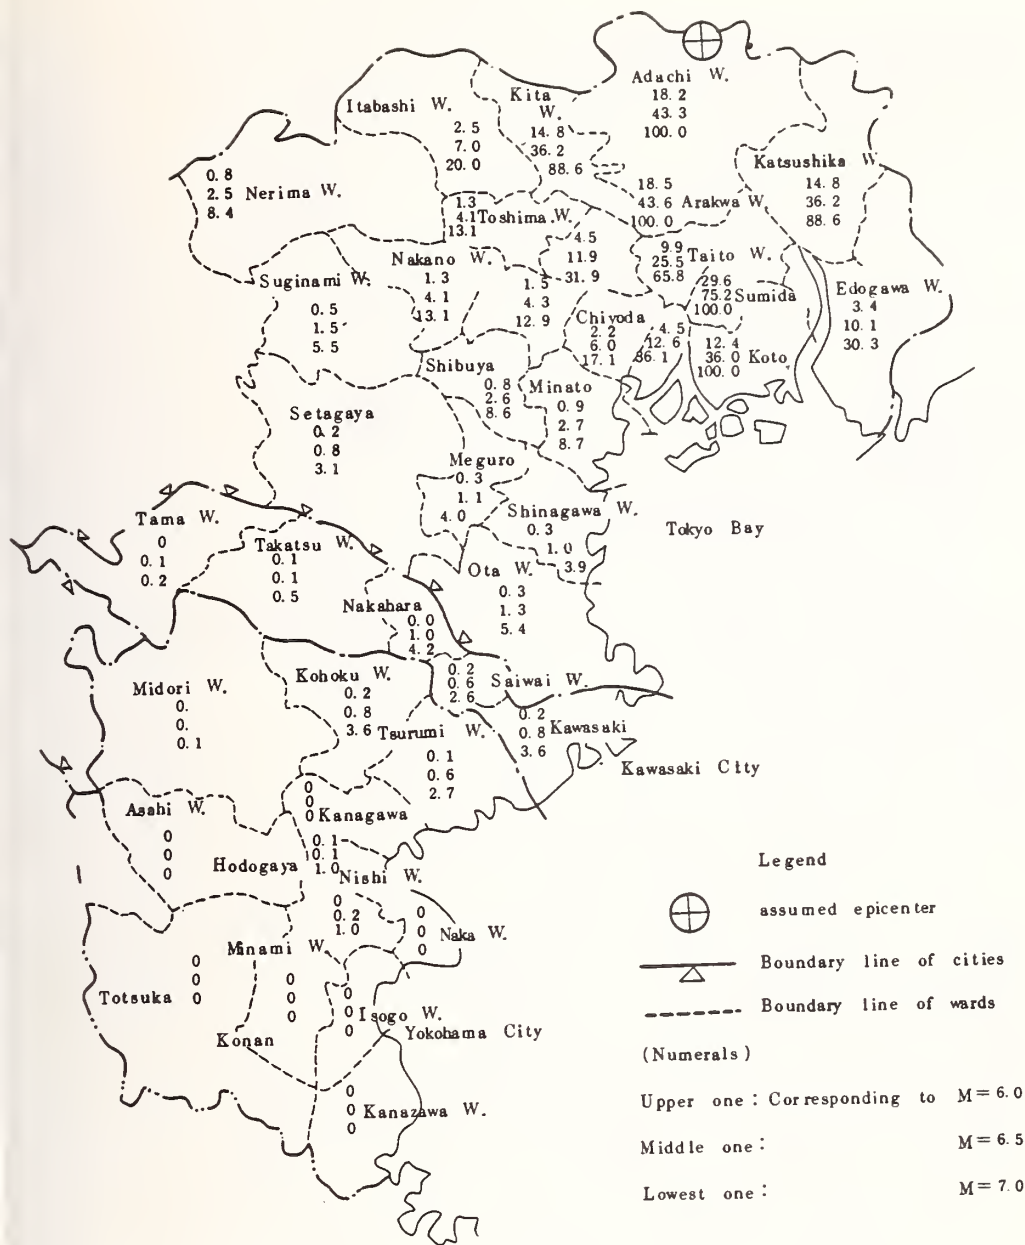 Adachi W.
18.2
43.3
100.0
Kita
W.
14.8
36.2
88.6
Itabashi W.
2.5
7.0
20.0
0.8
2.5 Nerima W.
8.4
Katsushika W
14.8
36.2
88.6
18.5
43.6 Arakwa W.
100.0
1.3
4.1 Toshima W.
13.1
4.5
11.9
31.9
9.9 Taito W.
25.5
65.8
29.6
75.2 Sumida
100.0
Edogawa W.
3.4
10.1
30.3
Nakano W.
1.3
4.1
13.1
Suginami W.
0.5
1.5
5.5
1.5
4.3
12.9
Chiyoda
2.2
6.0
17.1
4.5
12.6
36.1
12.4
36.0 Koto
100.0
Shibuya
0.8
2.6
8.6
Minato
0.9
2.7
8.7
Setagaya
0.2
0.8
3.1
Meguro
0.3
1.1
4.0
Shinagawa W.
0.3
1.0
3.9
Tokyo Bay
Tama W.
0
0.1
0.2
Takatsu W.
0.1
0.1
0.5
Ota W.
0.3
1.3
5.4
Nakahara
0.0
1.0
4.2
0.2
0.6 Saiwai W.
2.6
Midori W.
0.
0.
0.1
Kohoku W.
0.2
0.8
3.6
Tsurumi W.
0.1
0.6
2.7
0.2
0.8 Kawasaki
3.6
Kawasaki City
0
0
0 Kanagawa
Asahi W.
0
0
0
0.1
0.1
Hodogaya 1.0
Nishi W.
0
0.2
1.0
0
0 Naka W.
0
Minami W.
0
0
0
Totsuka
0
0
0
Konan
0
0 Isogo W.
0
Yokohama City
0
0 Kanazawa W.
0
Legend
assumed epicenter
Boundary line of cities
Boundary line of wards
(Numerals)
Upper one : Corresponding to M = 6.0
Middle one : M = 6.5
Lowest one : M = 7.0